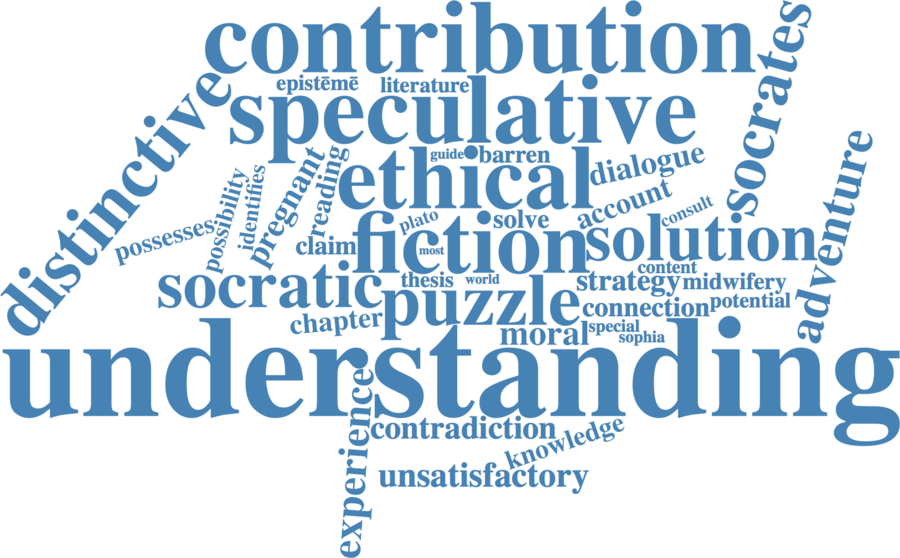 contribution
socrates
epistēmē
literature
distinctive
speculative
guide
barren
ethical
dialogue
adventure
possibility
identifies
pregnant
reading
possesses
plato
solve
account
consult
claim
fiction
most
solution
content
socratic
thesis
world
strategy
midwifery
puzzle
connection
potential
chapter
moral
special
sophia
understanding
experience
contradiction
knowledge
unsatisfactory